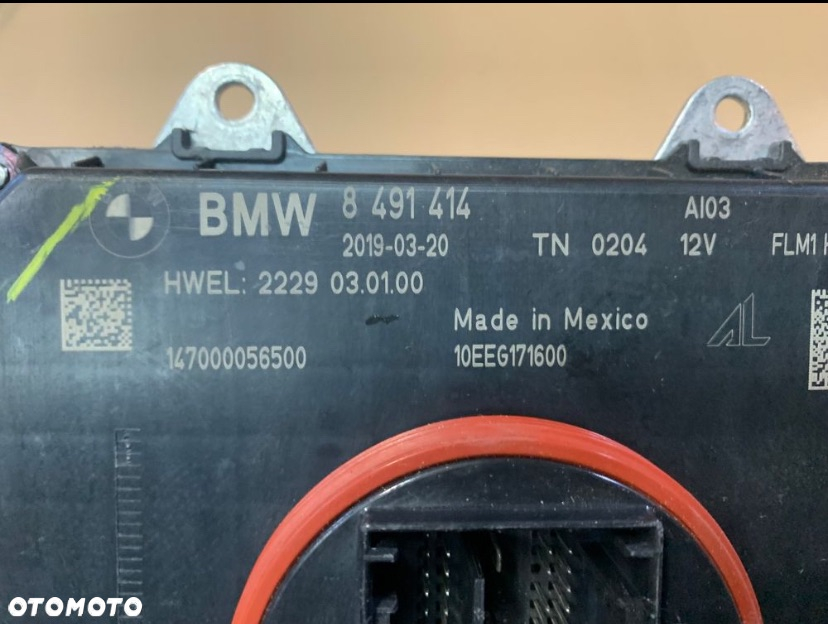 BMW 8 491 414 AI03
2019-03-20 TN 0204 12V FLM1
HWEL: 2229 03.01.00
Made in Mexico AL
147000056500 10EEG171600
OTOMOTO